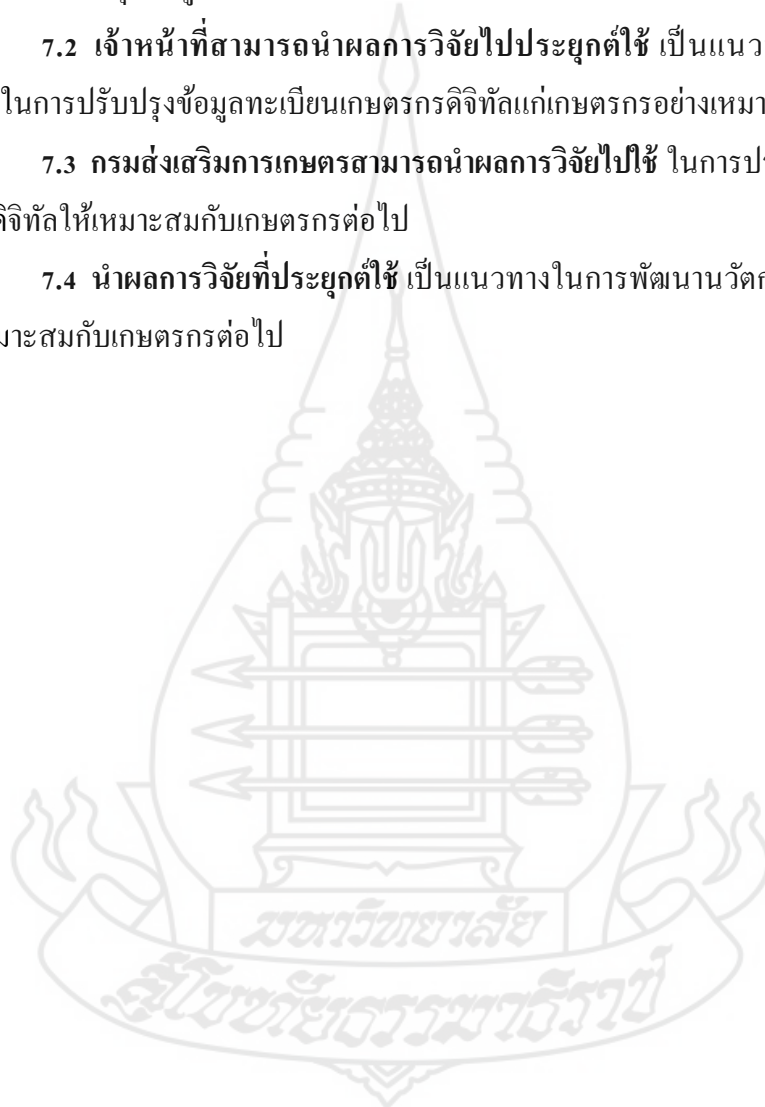 7.2 เจ้าหน้าที่สามารถนำผลการวิจัยไปประยุกต์ใช้ เป็นแนว
ในการปรับปรุงข้อมูลทะเบียนเกษตรกรดิจิทัลแก่เกษตรกรอย่างเหมา
7.3 กรมส่งเสริมการเกษตรสามารถนำผลการวิจัยไปใช้ ในการปร
ดิจิทัลให้เหมาะสมกับเกษตรกรต่อไป
7.4 นำผลการวิจัยที่ประยุกต์ใช้ เป็นแนวทางในการพัฒนานวัตก
มาะสมกับเกษตรกรต่อไป
มหาวิทยาลัย
สุโขทัยธรรมาธิราช